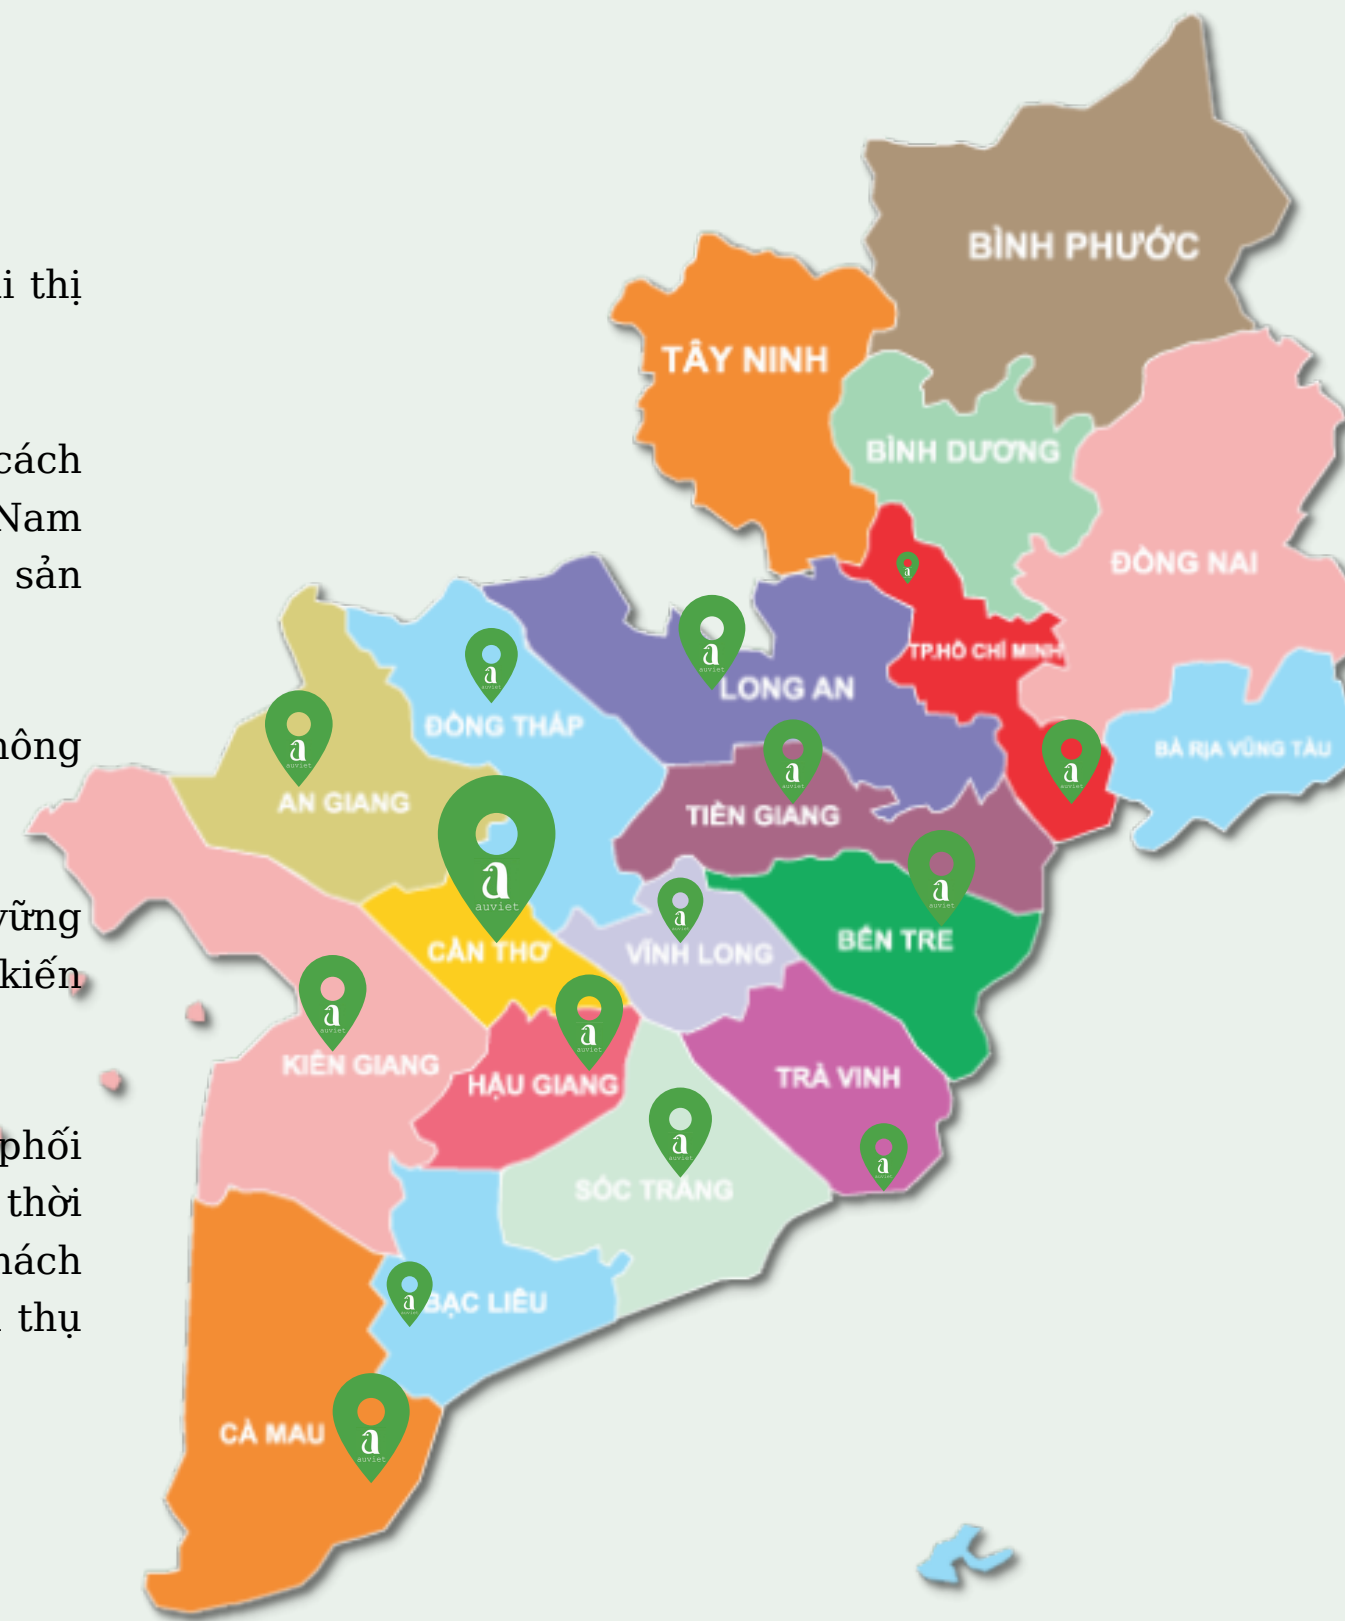 i thị
cách
Nam
sản
vững
kiến
phối
thời
thụ
BÌNH PHƯỚC
TÂY NINH
BÌNH DƯƠNG
ĐỒNG NAI
TP.HỒ CHÍ MINH
LONG AN
ĐỒNG THÁP
BÀ RỊA VŨNG TÀU
AN GIANG
TIỀN GIANG
a
auviet
CẦN THƠ
VĨNH LONG
BẾN TRE
KIÊN GIANG
HẬU GIANG
TRÀ VINH
SÓC TRĂNG
BẠC LIÊU
CÀ MAU
a
auviet